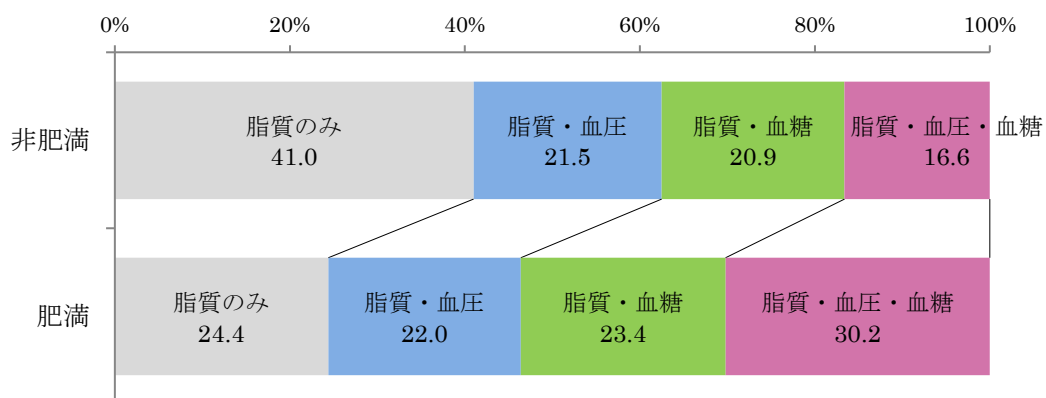 0% 20% 40% 60% 80% 100%
非肥満
脂質のみ
41.0
脂質・血圧
21.5
脂質・血糖
20.9
脂質・血圧・血糖
16.6
肥満
脂質のみ
24.4
脂質・血圧
22.0
脂質・血糖
23.4
脂質・血圧・血糖
30.2